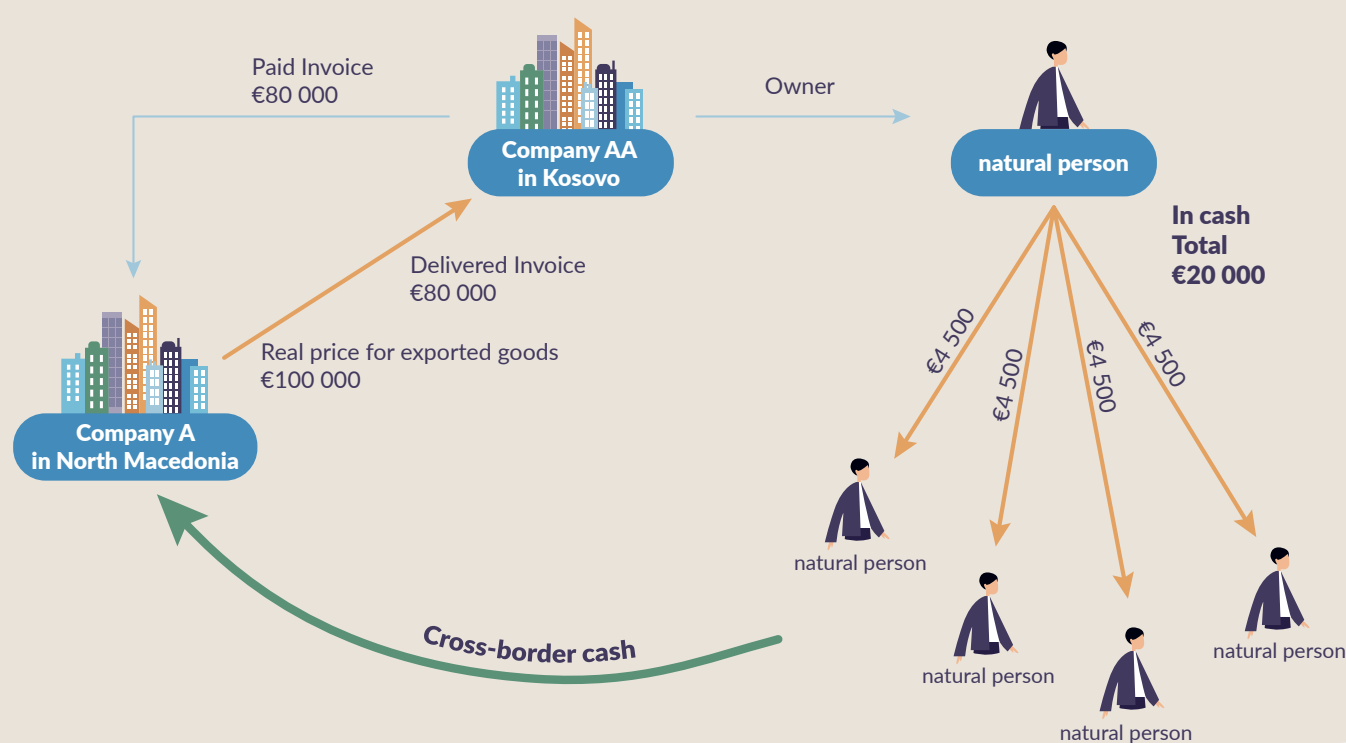 Paid Invoice
€80 000
Company AA
in Kosovo
Owner
natural person
In cash
Total
€20 000
Delivered Invoice
€80 000
Real price for exported goods
€100 000
Company A
in North Macedonia
€4 500
€4 500
€4 500
€4 500
natural person
natural person
natural person
natural person
Cross-border cash